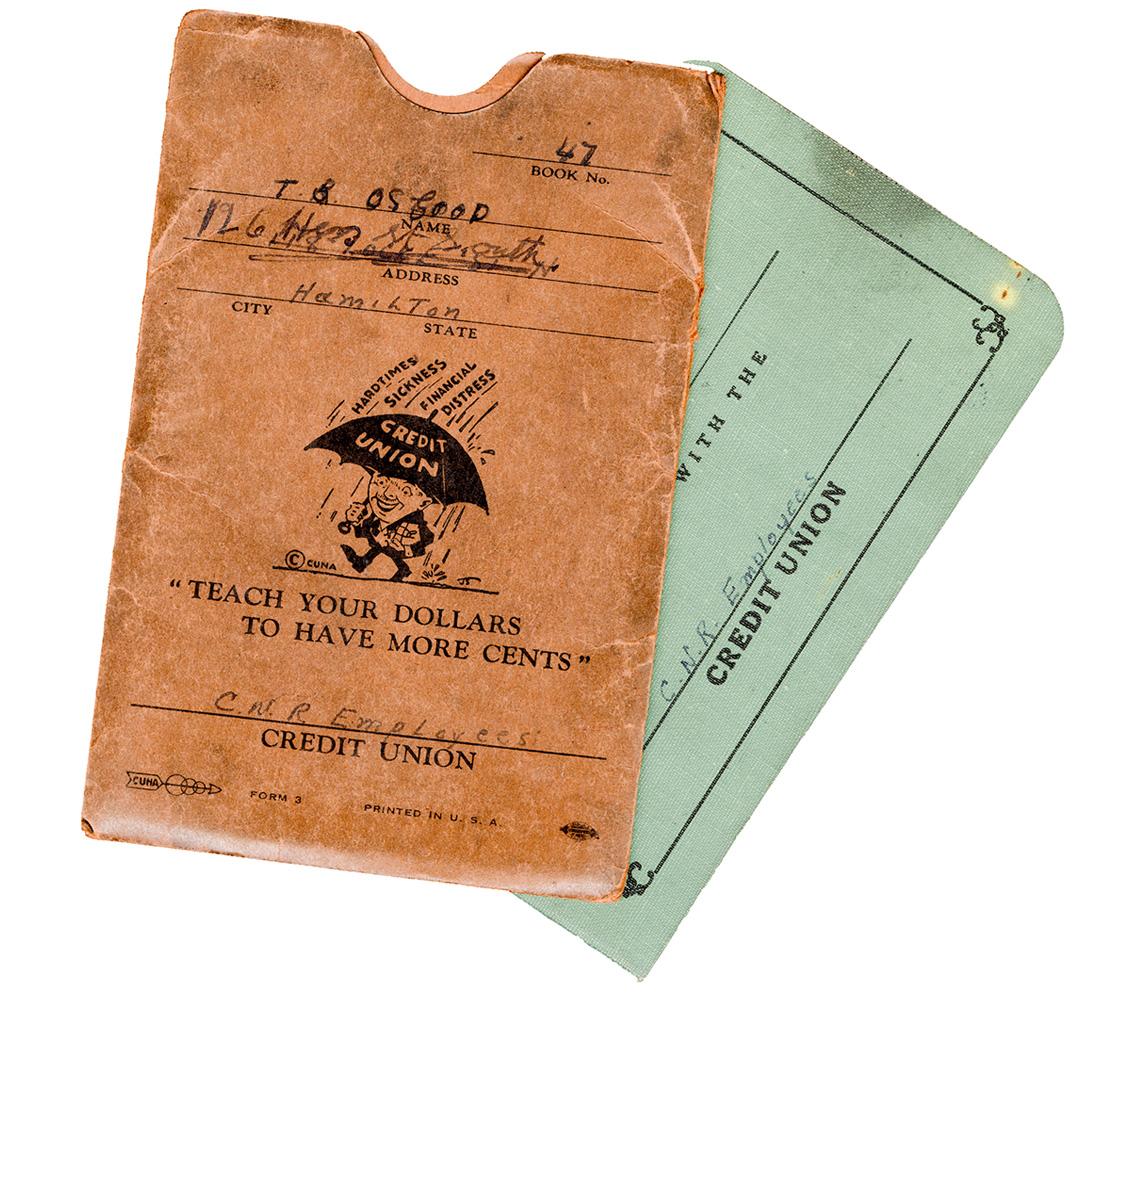 47
BOOK No.
T. B. OSGOOD
NAME
126 South
ADDRESS
HamiLTon
CITY STATE
HARDTIMES
SICKNESS
FINANCIAL
DISTRESS
CREDIT
UNION
© CUNA
"TEACH YOUR DOLLARS
TO HAVE MORE CENTS"
C.N.R EmpLoyees
CREDIT UNION
CUNA FORM 3 PRINTED IN U. S. A.
WITH THE
C.N.R. Employees
CREDIT UNION